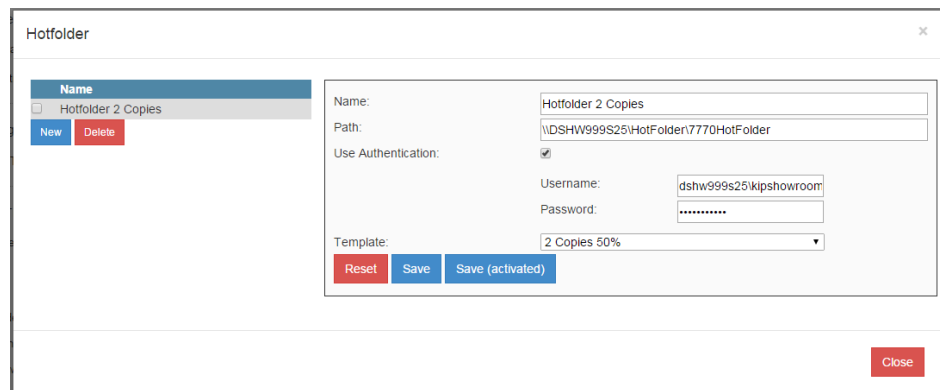 Hotfolder
×
Name
Hotfolder 2 Copies
New Delete
Name: Hotfolder 2 Copies
Path: \\DSHW999S25\HotFolder\7770HotFolder
Use Authentication:
Username: dshw999s25\kipshowroom
Password: •••••••••••
Template: 2 Copies 50%
Reset Save Save (activated)
Close